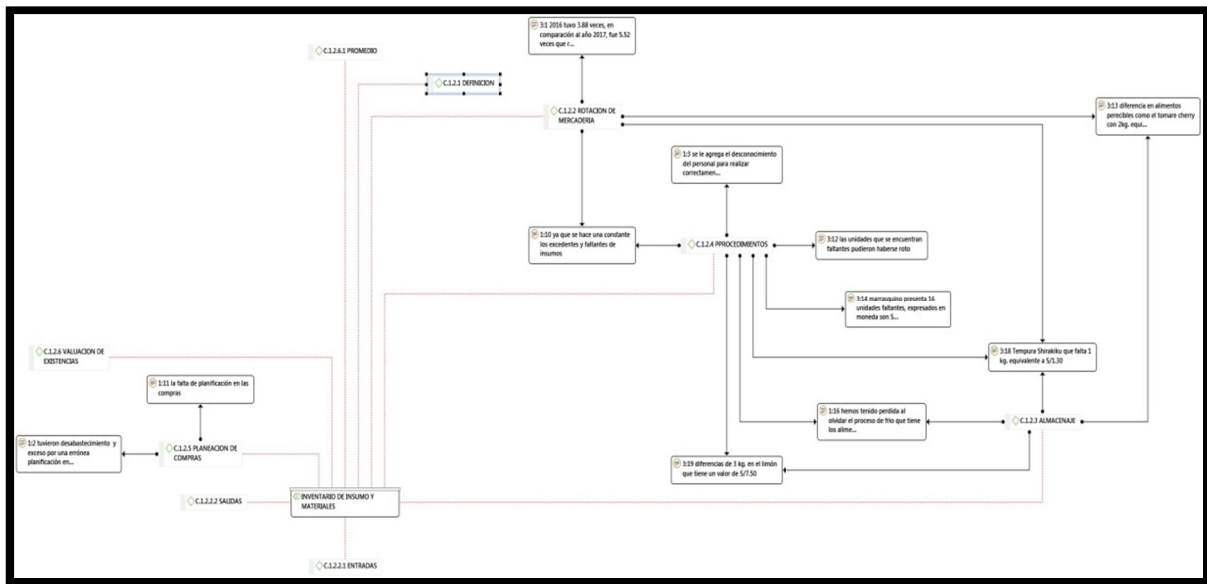 3:1 2016 tuvo 3.88 veces, en
comparación al año 2017, fue 5.52
veces que r...
C.1.2.6.1 PROMEDIO
C.1.2.1 DEFINICION
C.1.2.2 ROTACION DE
MERCADERIA
3:13 diferencia en alimentos
perecibles como el tomare cherry
con 2kg. equi...
1:3 se le agrega el desconocimiento
del personal para realizar
correctamen...
1:10 ya que se hace una constante
los excedentes y faltantes de
insumos
C.1.2.4 PPROCEDIMIENTOS
3:12 las unidades que se encuentran
faltantes pudieron haberse roto
3:14 marrasquino presenta 16
unidades faltantes, expresados en
moneda son S...
C.1.2.6 VALUACION DE
EXISTENCIAS
3:18 Tempura Shirakiku que falta 1
kg. equivalente a S/1.30
1:11 la falta de planificación en las
compras
1:16 hemos tenido perdida al
olvidar el proceso de frio que tiene
los alime...
C.1.2.3 ALMACENAJE
1:2 tuvieron desabastecimiento y
exceso por una errónea
planificación en...
C.1.2.5 PLANEACION DE
COMPRAS
3:19 diferencias de 3 kg. en el limón
que tiene un valor de S/7.50
C.1.2.2.2 SALIDAS
INVENTARIO DE INSUMO Y
MATERIALES
C.1.2.2.1 ENTRADAS